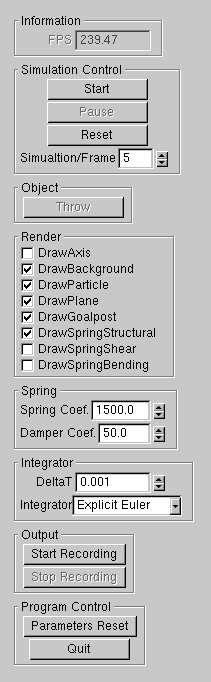 Information
FPS 239.47
Simulation Control
Start
Pause
Reset
Simualtion/Frame 5
Object
Throw
Render
DrawAxis
DrawBackground
DrawParticle
DrawPlane
DrawGoalpost
DrawSpringStructural
DrawSpringShear
DrawSpringBending
Spring
Spring Coef. 1500.0
Damper Coef. 50.0
Integrator
DeltaT 0.001
Integrator Explicit Euler
Output
Start Recording
Stop Recording
Program Control
Parameters Reset
Quit